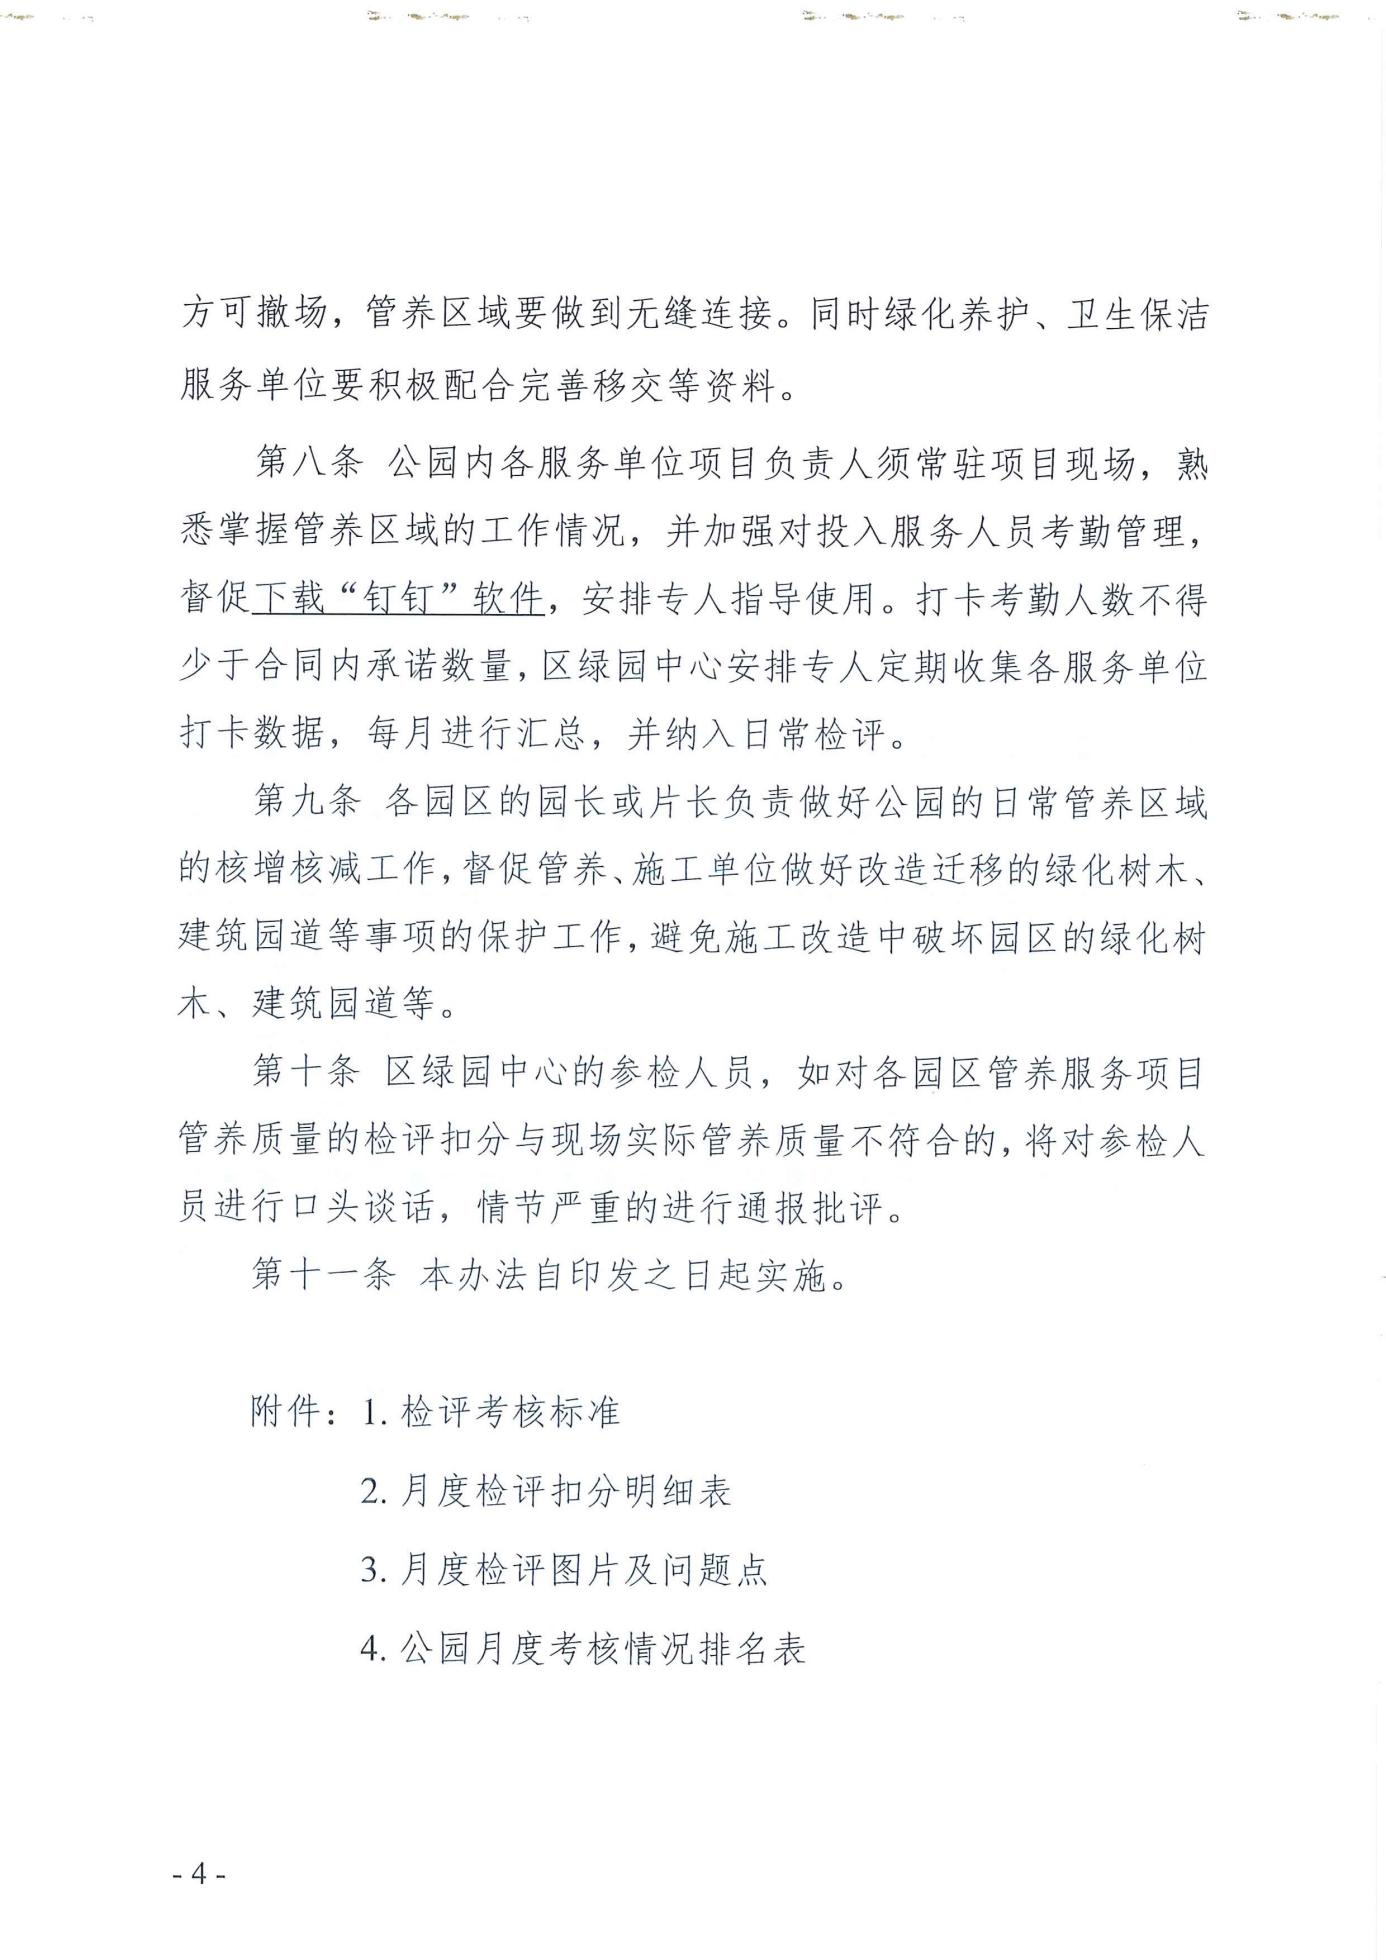 方可撤场，管养区域要做到无缝连接。同时绿化养护、卫生保洁
服务单位要积极配合完善移交等资料。
第八条 公园内各服务单位项目负责人须常驻项目现场，熟
悉掌握管养区域的工作情况，并加强对投入服务人员考勤管理，
督促下载“钉钉”软件，安排专人指导使用。打卡考勤人数不得
少于合同内承诺数量，区绿园中心安排专人定期收集各服务单位
打卡数据，每月进行汇总，并纳入日常检评。
第九条 各园区的园长或片长负责做好公园的日常管养区域
的核增核减工作，督促管养、施工单位做好改造迁移的绿化树木、
建筑园道等事项的保护工作，避免施工改造中破坏园区的绿化树
木、建筑园道等。
第十条 区绿园中心的参检人员，如对各园区管养服务项目
管养质量的检评扣分与现场实际管养质量不符合的，将对参检人
员进行口头谈话，情节严重的进行通报批评。
第十一条 本办法自印发之日起实施。
附件：1. 检评考核标准
2. 月度检评扣分明细表
3. 月度检评图片及问题点
4. 公园月度考核情况排名表
- 4 -